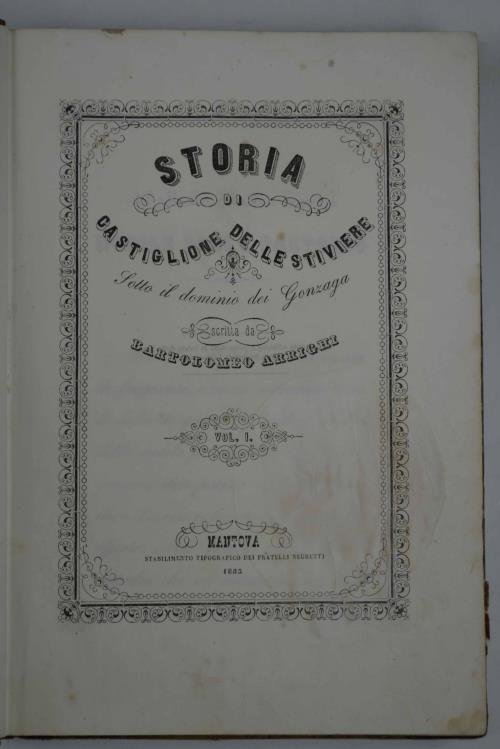 STORIA
DI
CASTIGLIONE DELLE STIVIERE
Sotto il dominio dei Gonzaga
scritta da
BARTOLOMEO ARRIGHI
VOL. I.
MANTOVA
STABILIMENTO TIPOGRAFICO DEI FRATELLI NEGRETTI